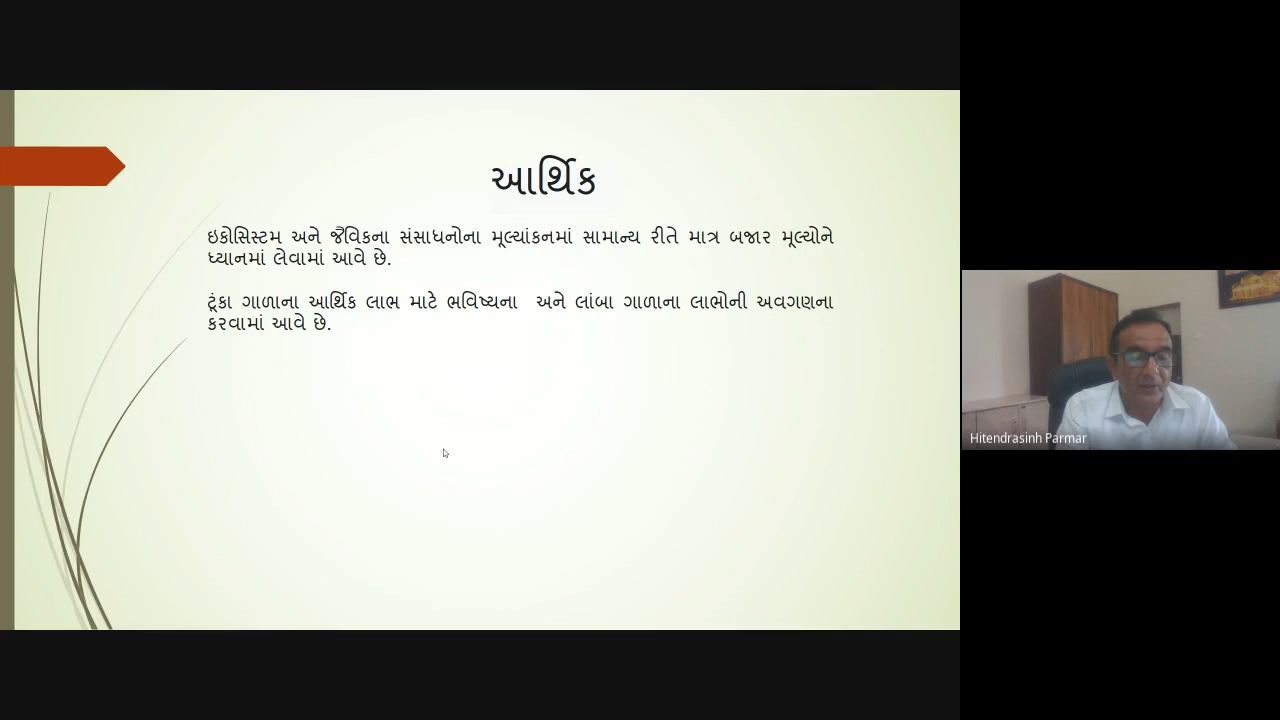 આર્થિક
ઇકોસિસ્ટમ અને જૈવિકના સંસાધનોના મૂલ્યાંકનમાં સામાન્ય રીતે માત્ર બજાર મૂલ્યોને
ધ્યાનમાં લેવામાં આવે છે.
ટૂંકા ગાળાના આર્થિક લાભ માટે ભવિષ્યના અને લાંબા ગાળાના લાભોની અવગણના
કરવામાં આવે છે.
Hitendrasinh Parmar